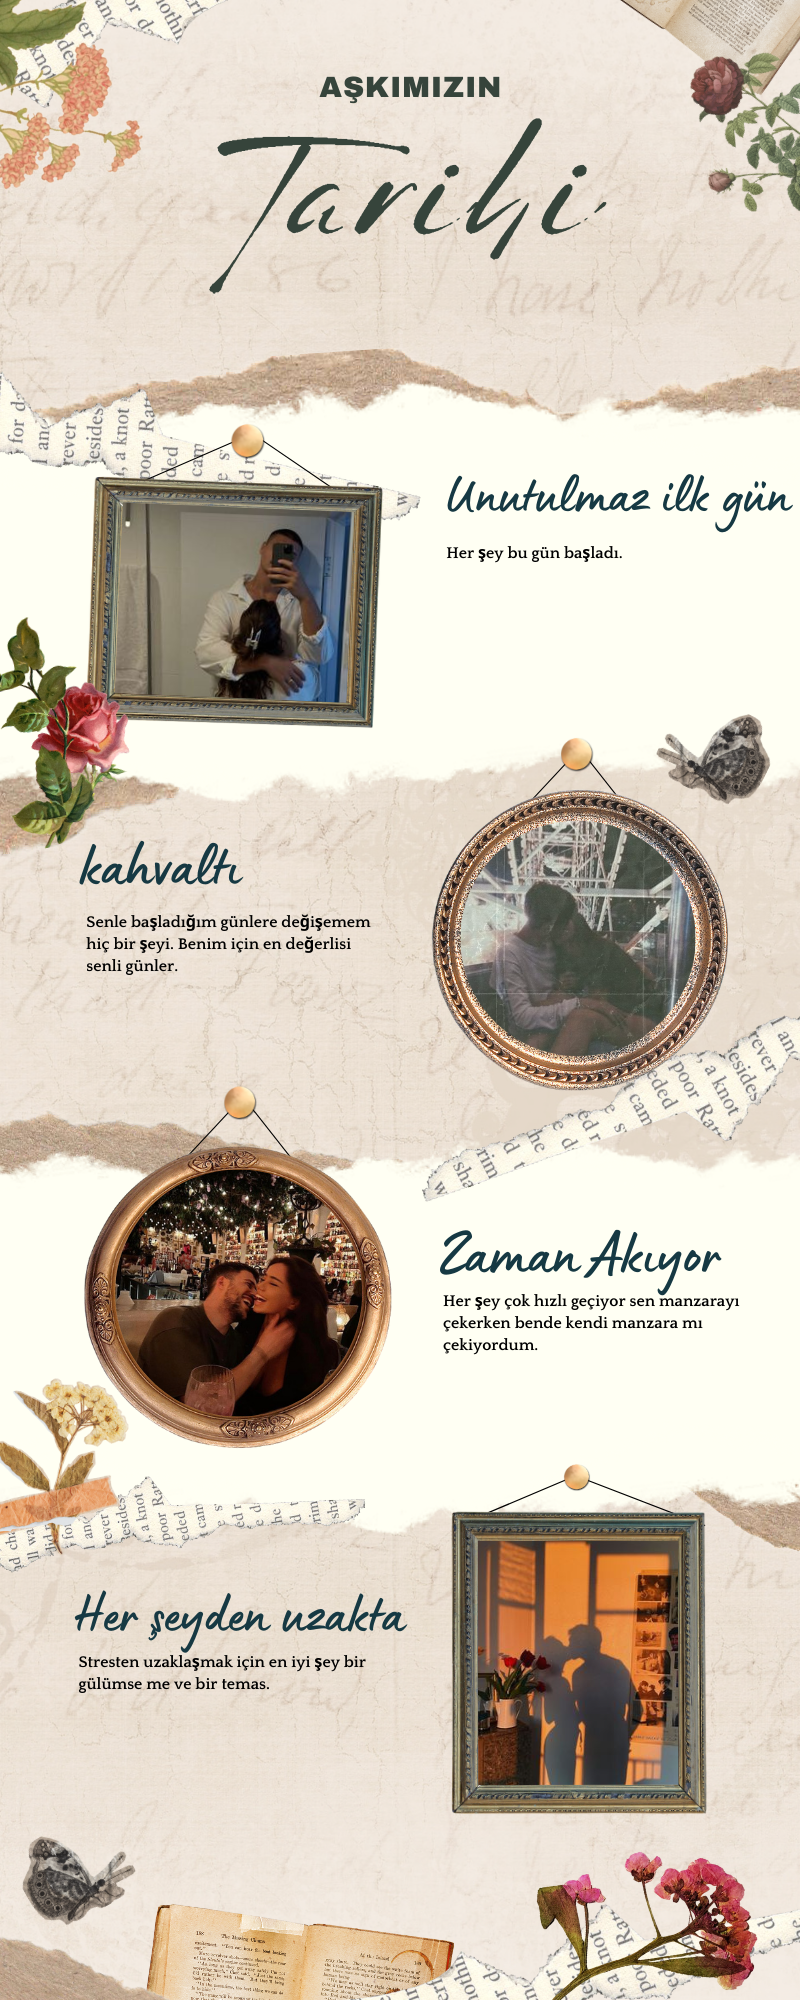 AŞKIMIZIN
Tarihi
Unutulmaz ilk gün
Her şey bu gün başladı.
kahvaltı
Senle başladığım günlere değişemem
hiç bir şeyi. Benim için en değerlisi
senli günler.
Zaman Akıyor
Her şey çok hızlı geçiyor sen manzarayı
çekerken bende kendi manzara mı
çekiyordum.
Her şeyden uzakta
Stresten uzaklaşmak için en iyi şey bir
gülümse me ve bir temas.